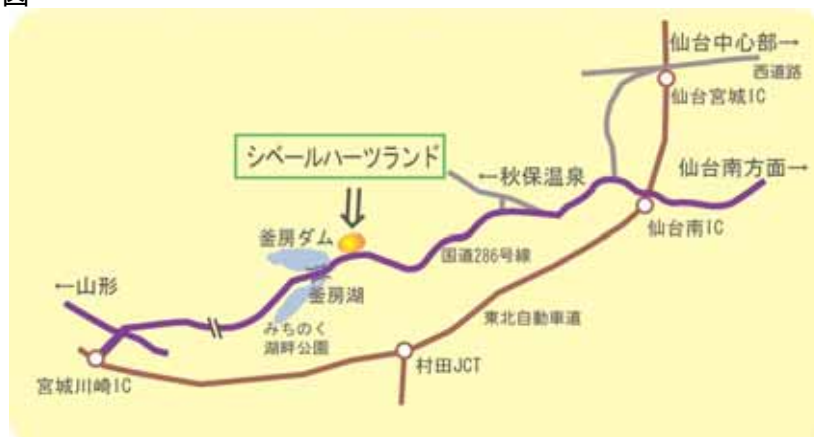 図
仙台中心部→
西道路
仙台宮城IC
シベールハーツランド
←秋保温泉
仙台南方面→
仙台南IC
釜房ダム
国道286号線
←山形
釜房湖
みちのく
湖畔公園
東北自動車道
村田JCT
宮城川崎IC